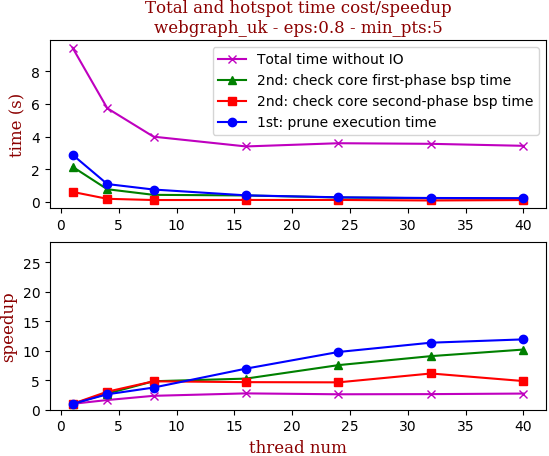 Total and hotspot time cost/speedup
webgraph_uk - eps:0.8 - min_pts:5
time (s)
8
6
4
2
0
Total time without IO
2nd: check core first-phase bsp time
2nd: check core second-phase bsp time
1st: prune execution time
0 5 10 15 20 25 30 35 40
speedup
25
20
15
10
5
0
0 5 10 15 20 25 30 35 40
thread num